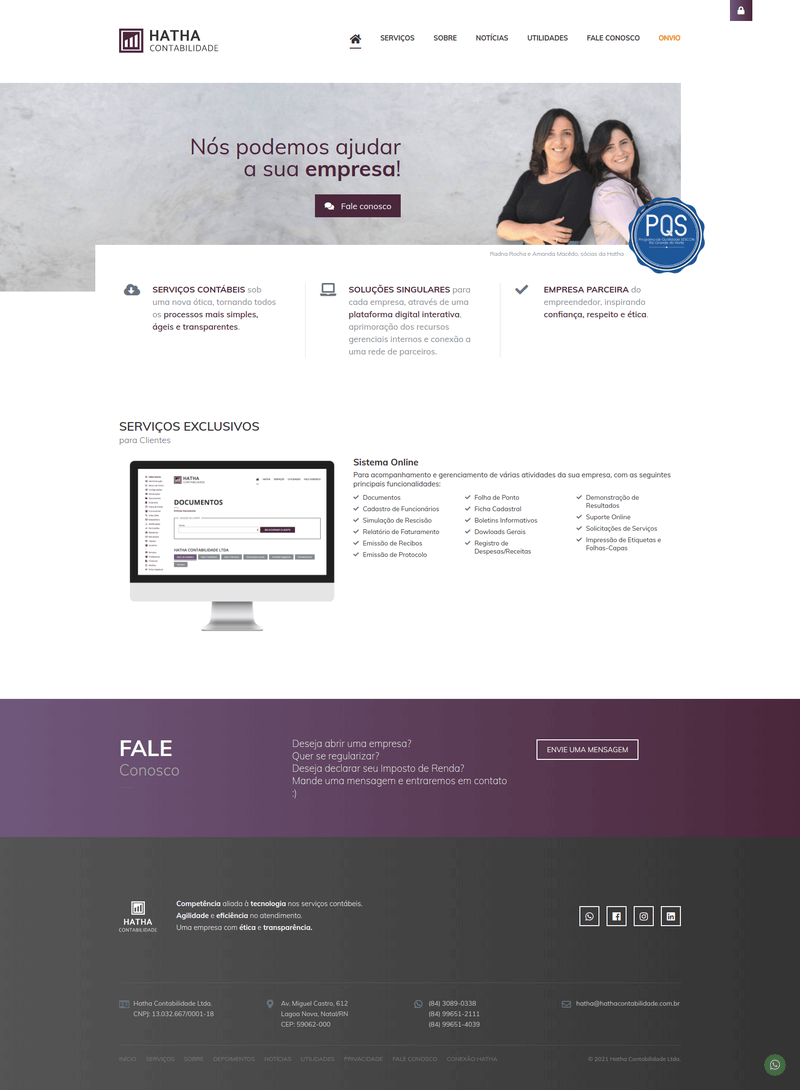 HATHA
CONTABILIDADE
SERVIÇOS
SOBRE
NOTÍCIAS
UTILIDADES
FALE CONOSCO
ONVIO
Nós podemos ajudar
a sua empresa!
Fale conosco
PQS
Radna Rocha e Amanda Macêdo, sócias da Hatha
SERVIÇOS CONTÁBEIS sob
uma nova ótica, tornando todos
os processos mais simples,
ágeis e transparentes.
SOLUÇÕES SINGULARES para
cada empresa, através de uma
plataforma digital interativa,
aprimoração dos recursos
gerenciais internos e conexão a
uma rede de parceiros.
EMPRESA PARCEIRA do
empreendedor, inspirando
confiança, respeito e ética.
SERVIÇOS EXCLUSIVOS
para Clientes
HATHA
DOCUMENTOS
HATHA CONTABILIDADE LTDA
Sistema Online
Para acompanhamento e gerenciamento de várias atividades da sua empresa, com as seguintes
principais funcionalidades:
Documentos
Cadastro de Funcionários
Simulação de Rescisão
Relatório de Faturamento
Emissão de Recibos
Emissão de Protocolo
Folha de Ponto
Ficha Cadastral
Boletins Informativos
Dowloads Gerais
Registro de
Despesas/Receitas
Demonstração de
Resultados
Suporte Online
Solicitações de Serviços
Impressão de Etiquetas e
Folhas-Capas
FALE
Conosco
Deseja abrir uma empresa?
Quer se regularizar?
Deseja declarar seu Imposto de Renda?
Mande uma mensagem e entraremos em contato
:)
ENVIE UMA MENSAGEM
HATHA
CONTABILIDADE
Competência aliada à tecnologia nos serviços contábeis.
Agilidade e eficiência no atendimento.
Uma empresa com ética e transparência.
Hatha Contabilidade Ltda.
CNPJ: 13.032.667/0001-18
Av. Miguel Castro, 612
Lagoa Nova, Natal/RN
CEP: 59062-000
(84) 3089-0338
(84) 99651-2111
(84) 99651-4039
hatha@hathacontabilidade.com.br
INÍCIO
SERVIÇOS
SOBRE
DEPOIMENTOS
NOTÍCIAS
UTILIDADES
PRIVACIDADE
FALE CONOSCO
CONEXÃO HATHA
© 2021 Hatha Contabilidade Ltda.